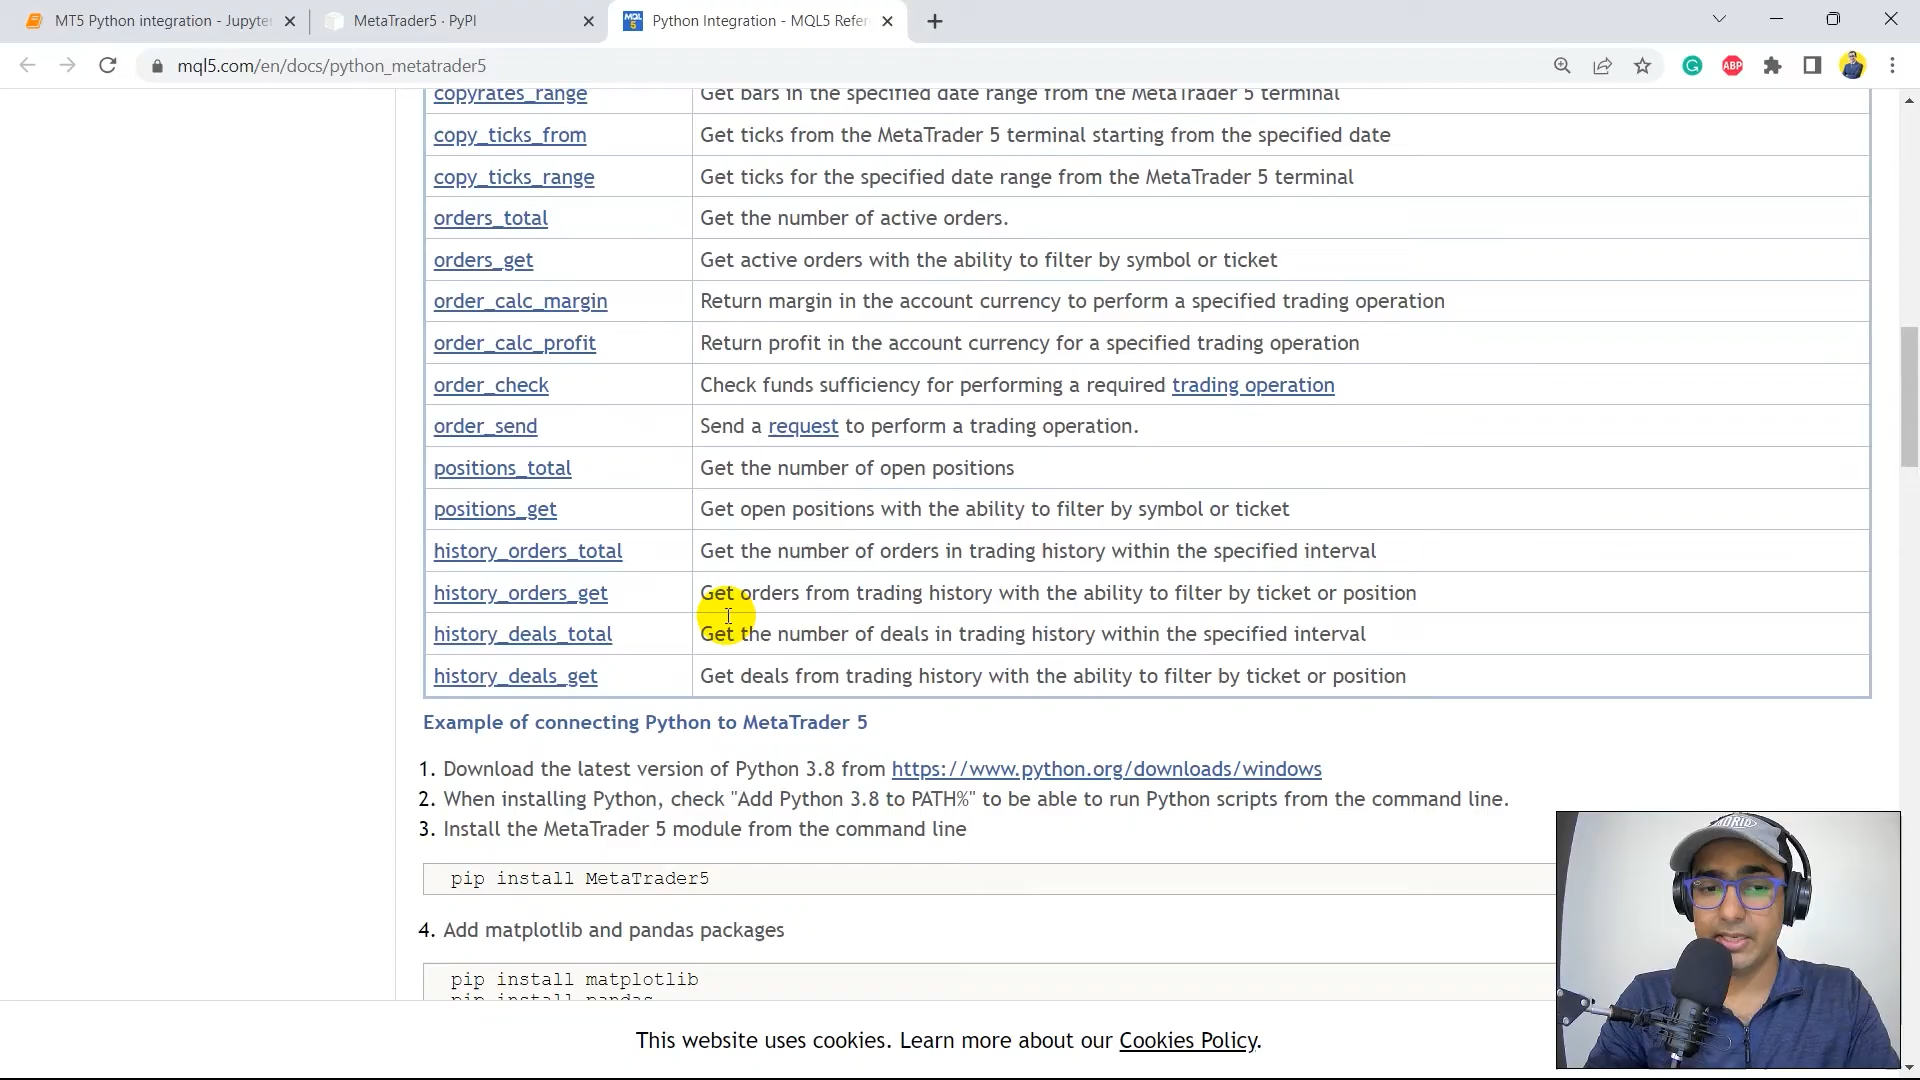 MT5 Python integration - Jupyte
MetaTrader5 · PyPI
Python Integration - MQL5 Refer
mql5.com/en/docs/python_metatrader5
ABP
copyrates_range Get bars in the specified date range from the MetaTrader 5 terminal
copy_ticks_from Get ticks from the MetaTrader 5 terminal starting from the specified date
copy_ticks_range Get ticks for the specified date range from the MetaTrader 5 terminal
orders_total Get the number of active orders.
orders_get Get active orders with the ability to filter by symbol or ticket
order_calc_margin Return margin in the account currency to perform a specified trading operation
order_calc_profit Return profit in the account currency for a specified trading operation
order_check Check funds sufficiency for performing a required trading operation
order_send Send a request to perform a trading operation.
positions_total Get the number of open positions
positions_get Get open positions with the ability to filter by symbol or ticket
history_orders_total Get the number of orders in trading history within the specified interval
history_orders_get Get orders from trading history with the ability to filter by ticket or position
history_deals_total Get the number of deals in trading history within the specified interval
history_deals_get Get deals from trading history with the ability to filter by ticket or position
Example of connecting Python to MetaTrader 5
1. Download the latest version of Python 3.8 from https://www.python.org/downloads/windows
2. When installing Python, check "Add Python 3.8 to PATH%" to be able to run Python scripts from the command line.
3. Install the MetaTrader 5 module from the command line
pip install MetaTrader5
4. Add matplotlib and pandas packages
pip install matplotlib
pip install pandas
This website uses cookies. Learn more about our Cookies Policy.